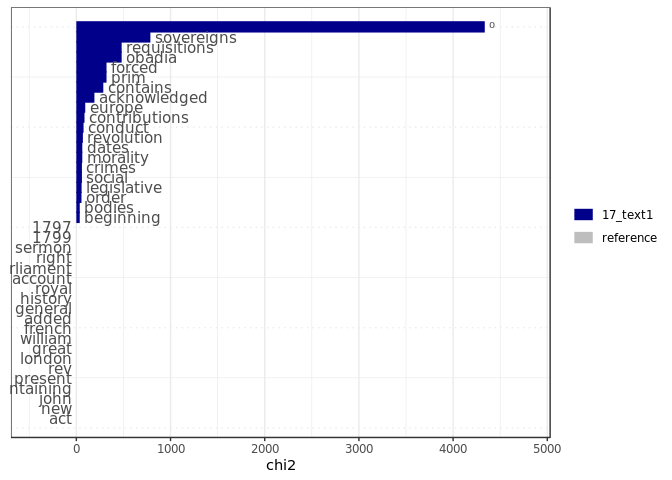 o
sovereigns
requisitions
obadia
forced
prim
contains
acknowledged
europe
contributions
conduct
revolution
dates
morality
crimes
social
legislative
order
bodies
beginning
1797
1799
sermon
right
rliament
account
royal
history
general
added
french
william
great
london
rev
present
ntaining
john
new
act
0 1000 2000 3000 4000 5000
chi2
17_text1
reference